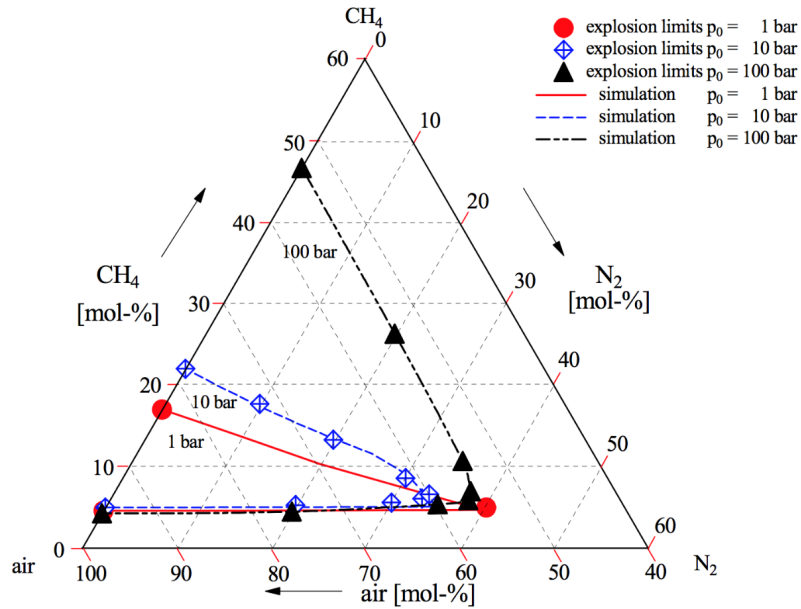 CH4
0
60
explosion limits p0 = 1 bar
explosion limits p0 = 10 bar
explosion limits p0 = 100 bar
simulation p0 = 1 bar
simulation p0 = 10 bar
simulation p0 = 100 bar
50
10
40
20
100 bar
CH4
[mol-%]
30
30
N2
[mol-%]
20
40
10 bar
1 bar
10
50
0
60
air
100
90
80
70
60
50
40
N2
air [mol-%]